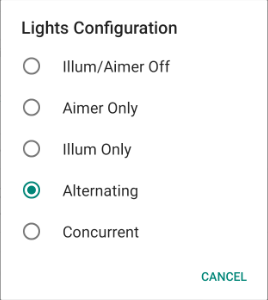 Lights Configuration
Illum/Aimer Off
Aimer Only
Illum Only
Alternating
Concurrent
CANCEL